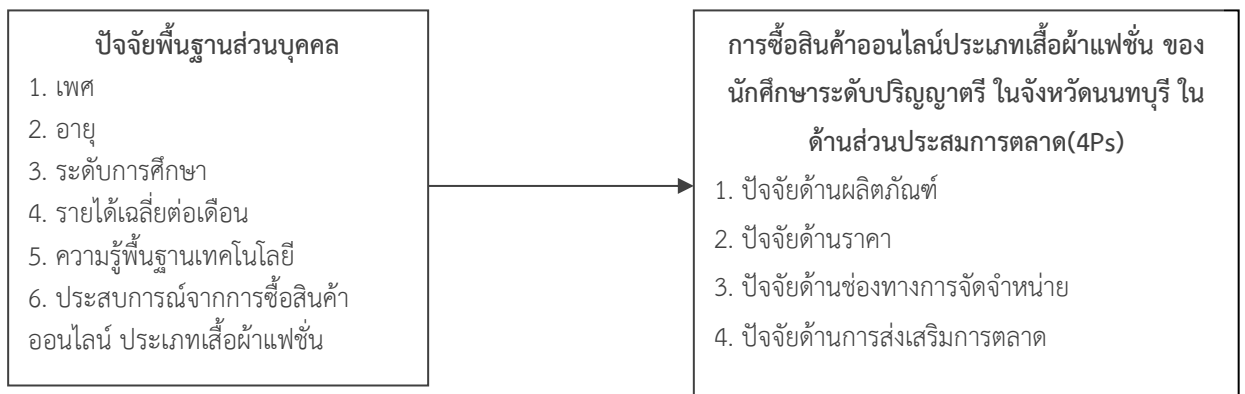 ปัจจัยพื้นฐานส่วนบุคคล
1. เพศ
2. อายุ
3. ระดับการศึกษา
4. รายได้เฉลี่ยต่อเดือน
5. ความรู้พื้นฐานเทคโนโลยี
6. ประสบการณ์จากการซื้อสินค้า
ออนไลน์ ประเภทเสื้อผ้าแฟชั่น
การซื้อสินค้าออนไลน์ประเภทเสื้อผ้าแฟชั่น ของ
นักศึกษาระดับปริญญาตรี ในจังหวัดนนทบุรี ใน
ด้านส่วนประสมการตลาด(4Ps)
1. ปัจจัยด้านผลิตภัณฑ์
2. ปัจจัยด้านราคา
3. ปัจจัยด้านช่องทางการจัดจำหน่าย
4. ปัจจัยด้านการส่งเสริมการตลาด